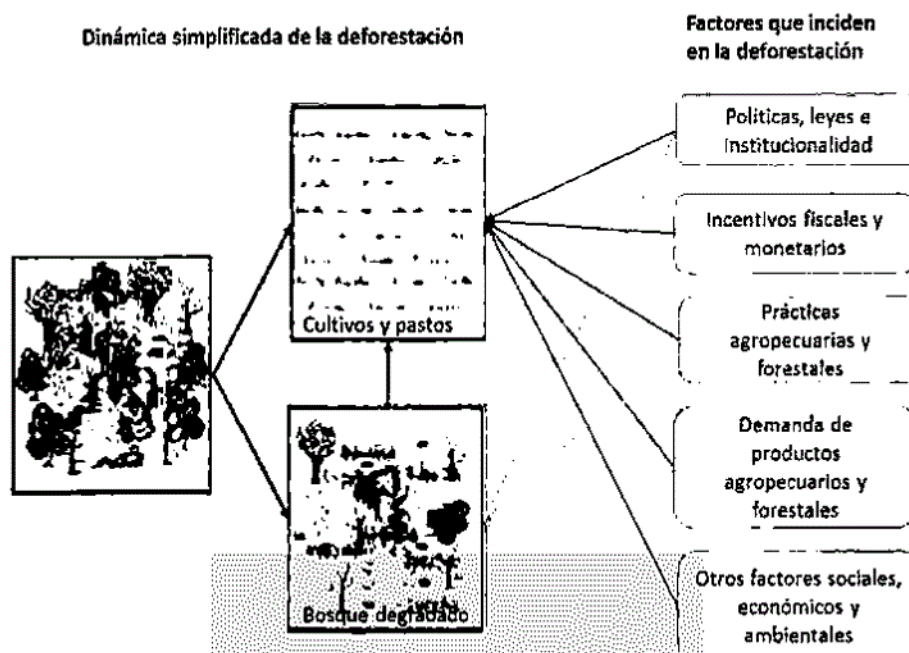 Dinámica simplificada de la deforestación
Factores que inciden
en la deforestación
Políticas, leyes e
institucionalidad
Incentivos fiscales y
monetarios
Prácticas
agropecuarias y
forestales
Demanda de
productos
agropecuarios y
forestales
Otros factores sociales,
económicos y
ambientales
Cultivos y pastos
Bosque degradado